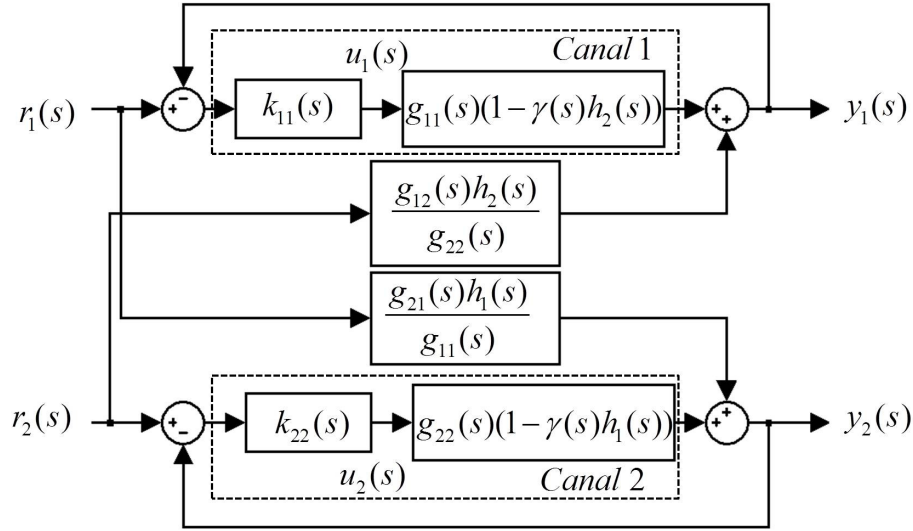 Canal 1
u₁(s)
r₁(s)
+
-
k₁₁(s)
g₁₁(s)(1−γ(s)h₂(s))
+
+
y₁(s)
g₁₂(s)h₂(s)
g₂₂(s)
g₂₁(s)h₁(s)
g₁₁(s)
r₂(s)
+
-
k₂₂(s)
g₂₂(s)(1−γ(s)h₁(s))
+
+
y₂(s)
u₂(s)
Canal 2